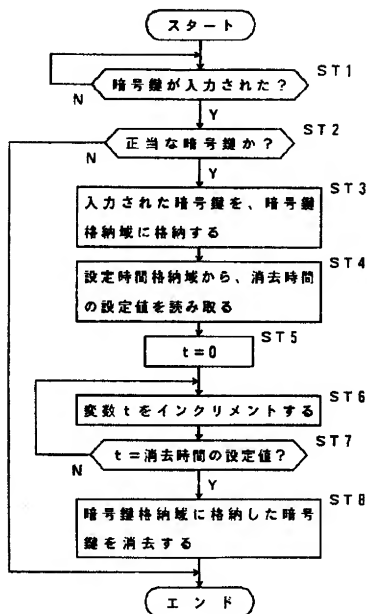 スタート
暗号鍵が入力された?
ST1
N
Y
ST2
正当な暗号鍵か?
N
Y
ST3
入力された暗号鍵を、暗号鍵
格納域に格納する
ST4
設定時間格納域から、消去時間
の設定値を読み取る
ST5
t=0
ST6
変数tをインクリメントする
ST7
t=消去時間の設定値?
N
Y
ST8
暗号鍵格納域に格納した暗号
鍵を消去する
エンド